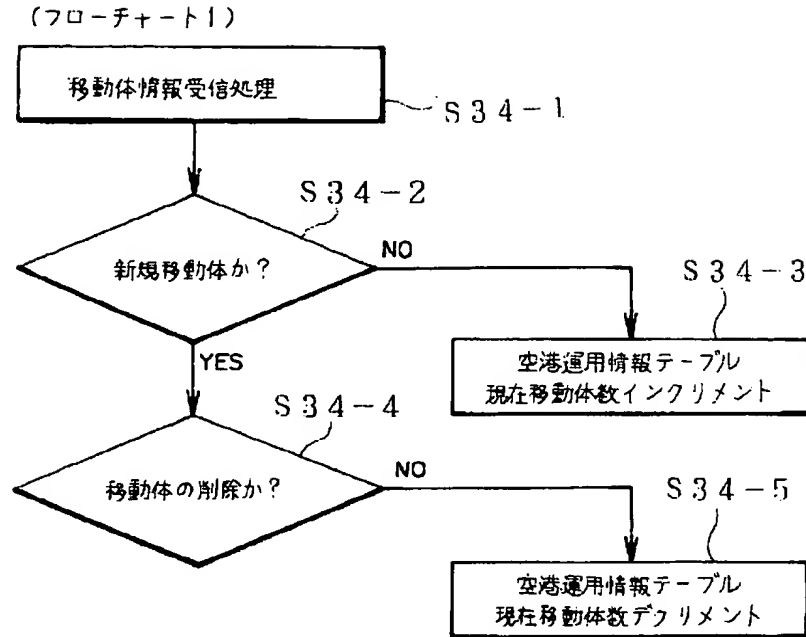 (フローチャート1)
移動体情報受信処理
S34-1
S34-2
新規移動体か?
NO
S34-3
空港運用情報テーブル
現在移動体数インクリメント
YES
S34-4
移動体の削除か?
NO
S34-5
空港運用情報テーブル
現在移動体数デクリメント